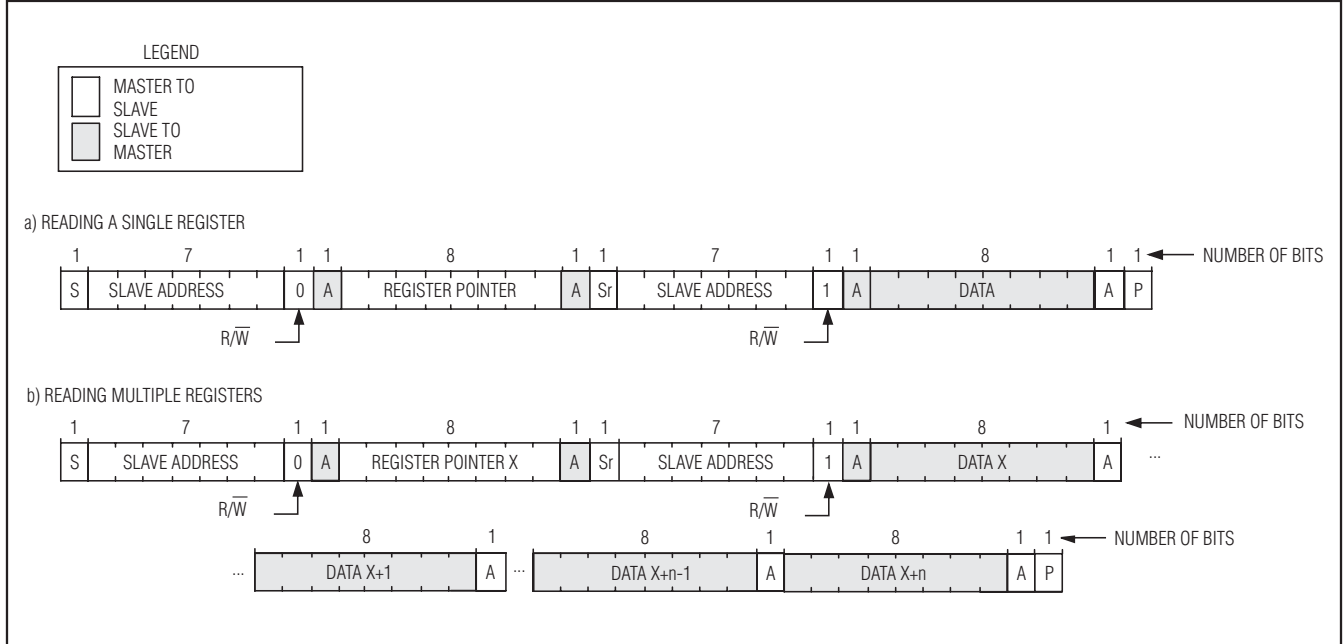 LEGEND
MASTER TO
SLAVE
SLAVE TO
MASTER
a) READING A SINGLE REGISTER
1 7 1 1 8 1 1 7 1 1 8 1 1 NUMBER OF BITS
S SLAVE ADDRESS 0 A REGISTER POINTER A Sr SLAVE ADDRESS 1 A DATA A P
R/W̅ R/W̅
b) READING MULTIPLE REGISTERS
1 7 1 1 8 1 1 7 1 1 8 1 NUMBER OF BITS
S SLAVE ADDRESS 0 A REGISTER POINTER X A Sr SLAVE ADDRESS 1 A DATA X A ...
R/W̅ R/W̅
8 1 8 1 8 1 1 NUMBER OF BITS
... DATA X+1 A ... DATA X+n-1 A DATA X+n A P